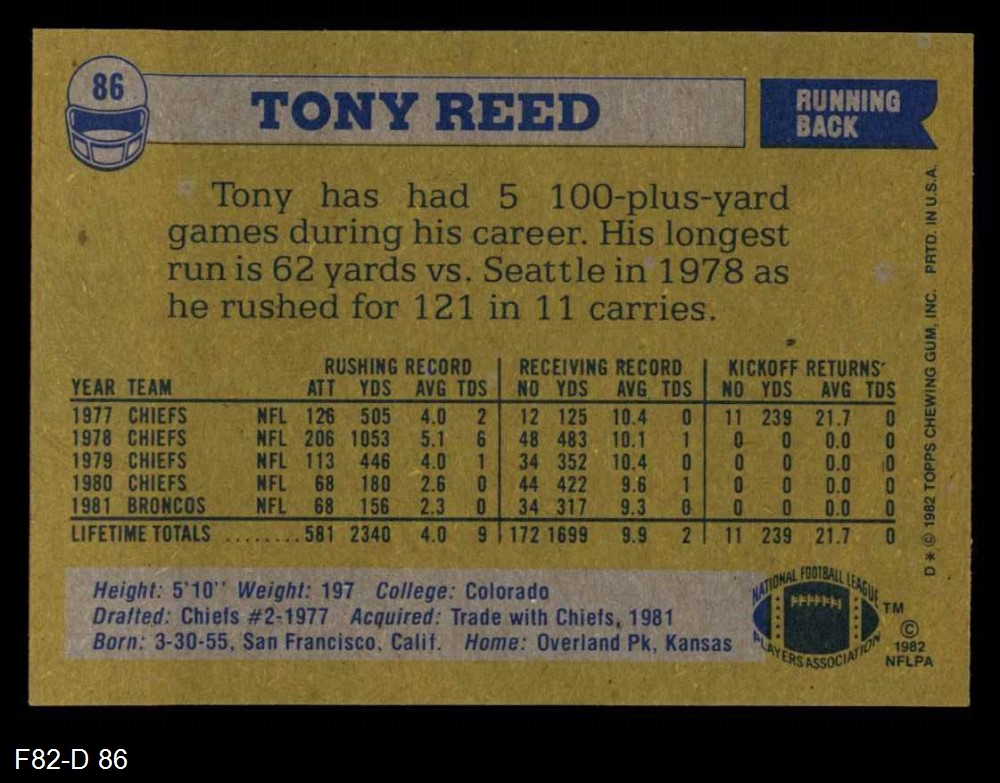 86
TONY REED
RUNNING
BACK
Tony has had 5 100-plus-yard
games during his career. His longest
run is 62 yards vs. Seattle in 1978 as
he rushed for 121 in 11 carries.
RUSHING RECORD RECEIVING RECORD KICKOFF RETURNS
YEAR TEAM ATT YDS AVG TDS NO YDS AVG TDS NO YDS AVG TDS
1977 CHIEFS NFL 126 505 4.0 2 12 125 10.4 0 11 239 21.7 0
1978 CHIEFS NFL 206 1053 5.1 6 48 483 10.1 1 0 0 0.0 0
1979 CHIEFS NFL 113 446 4.0 1 34 352 10.4 0 0 0 0.0 0
1980 CHIEFS NFL 68 180 2.6 0 44 422 9.6 1 0 0 0.0 0
1981 BRONCOS NFL 68 156 2.3 0 34 317 9.3 0 0 0 0.0 0
LIFETIME TOTALS ........581 2340 4.0 9 172 1699 9.9 2 11 239 21.7 0
Height: 5'10" Weight: 197 College: Colorado
Drafted: Chiefs #2-1977 Acquired: Trade with Chiefs, 1981
Born: 3-30-55, San Francisco, Calif. Home: Overland Pk, Kansas
NATIONAL FOOTBALL LEAGUE
PLAYERS ASSOCIATION
TM
©
1982
NFLPA
D * © 1982 TOPPS CHEWING GUM, INC. PRTD. IN U.S.A.
F82-D 86